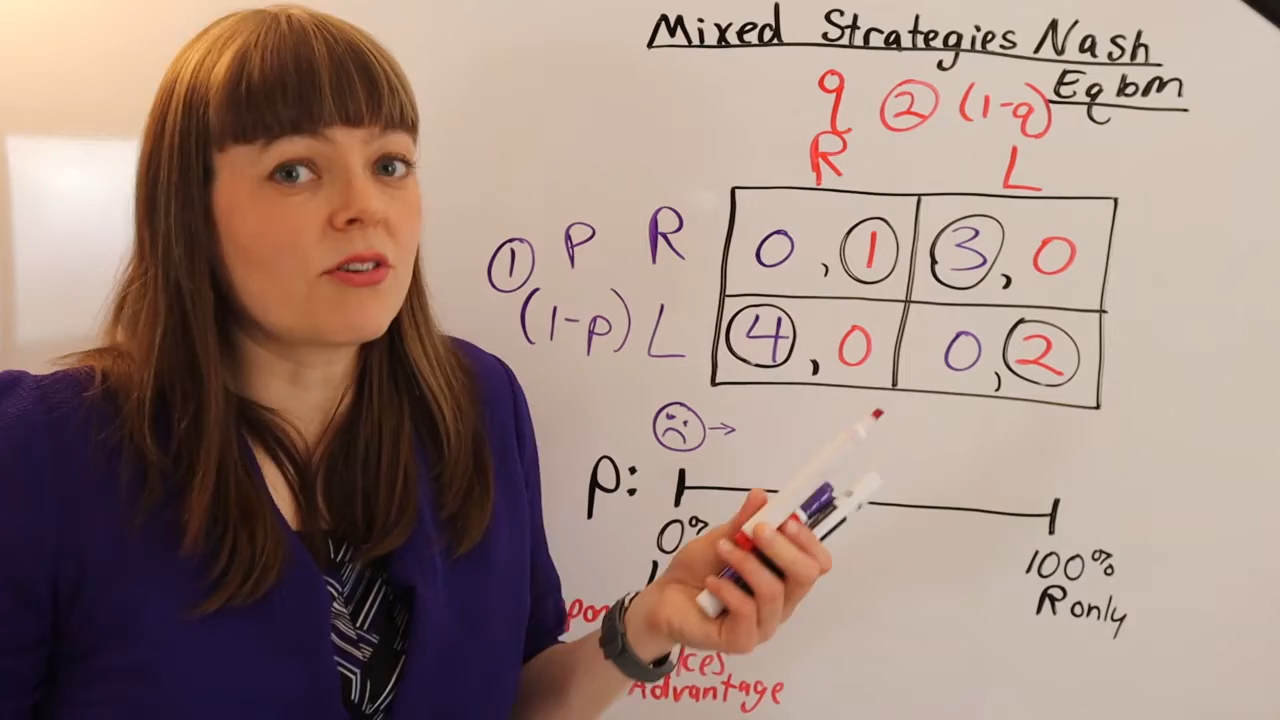 Mixed Strategies Nash
Eqbm
q ② (1-q)
R L
① p R 0, 1 3, 0
(1-p) L 4, 0 0, 2
→
p:
0% 100%
R only
Advantage